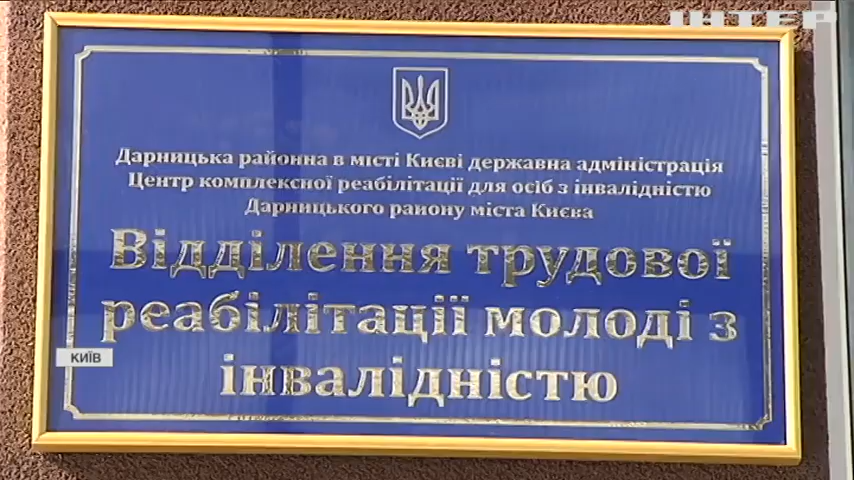 ІНТЕР
Дарницька районна в місті Києві державна адміністрація
Центр комплексної реабілітації для осіб з інвалідністю
Дарницького району міста Києва
Відділення трудової
реабілітації молоді з
інвалідністю
КИЇВ